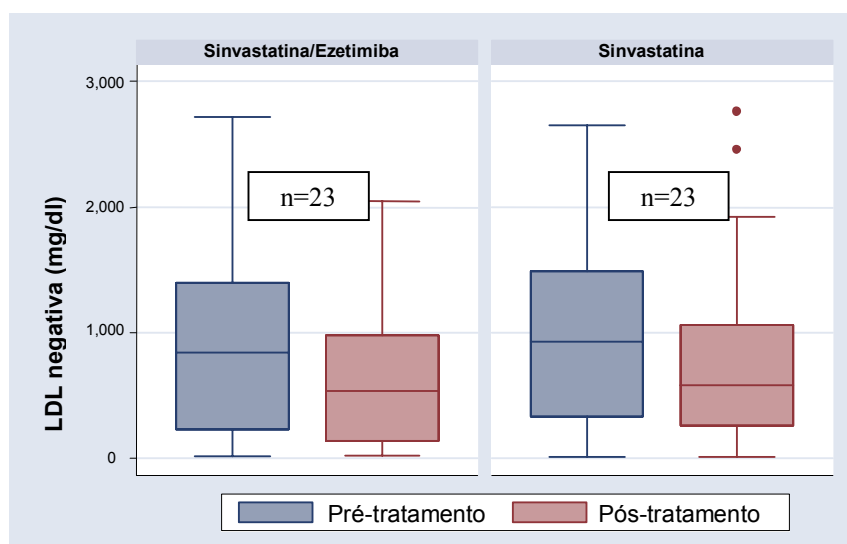 Sinvastatina/Ezetimiba
Sinvastatina
LDL negativa (mg/dl)
3,000
2,000
1,000
0
n=23
n=23
Pré-tratamento
Pós-tratamento